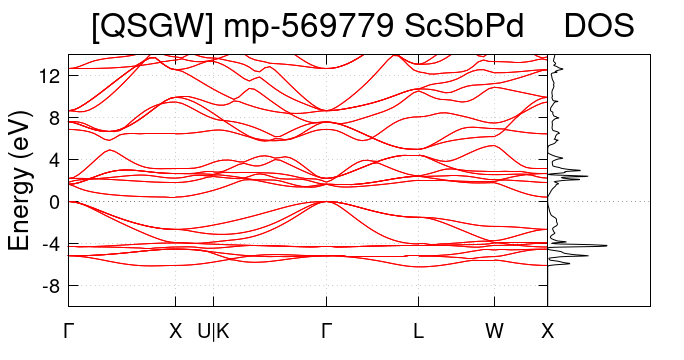 [QSGW] mp-569779 ScSbPd DOS
Energy (eV)
12
8
4
0
-4
-8
Γ X U|K Γ L W X